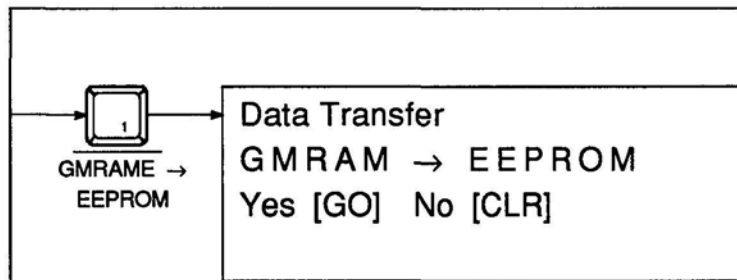 1
GMRAME →
EEPROM
Data Transfer
GMRAM → EEPROM
Yes [GO] No [CLR]